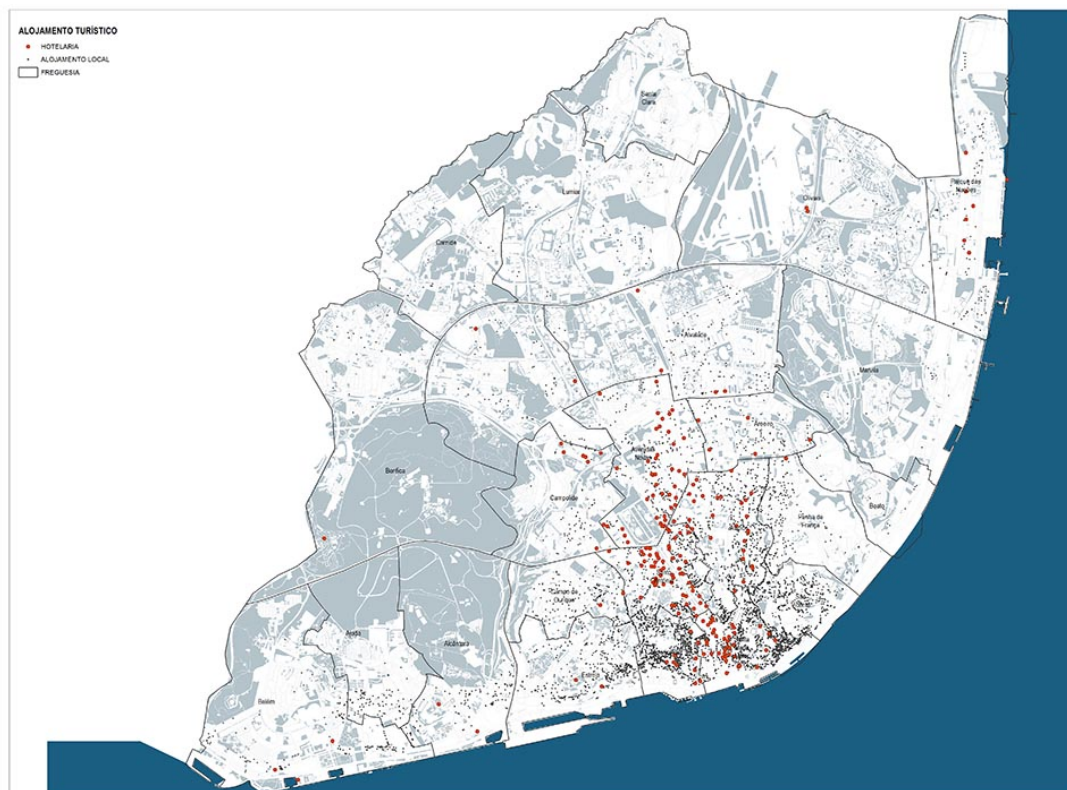 ALOJAMENTO TURÍSTICO
HOTELARIA
ALOJAMENTO LOCAL
FREGUESIA
Santa
Clara
Lumiar
Parque das
Nações
Olivais
Carnide
Alvalade
Marvila
Areeiro
Avenidas
Novas
Benfica
Campolide
Beato
Penha de
França
Campo de
Ourique
Ajuda
Alcântara
Estrela
Belém